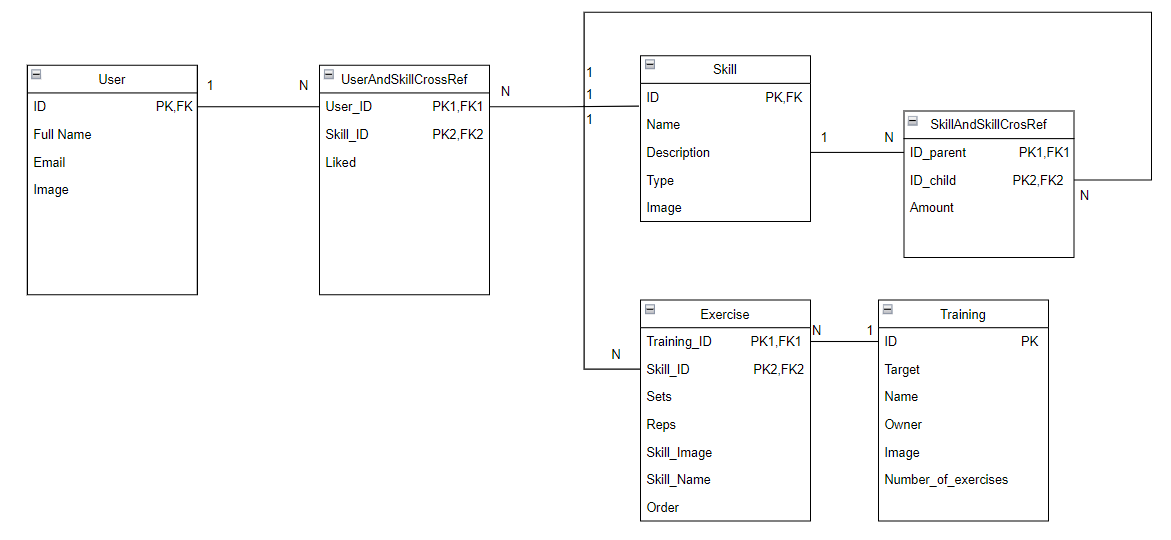 User
ID PK,FK
Full Name
Email
Image
1
N
UserAndSkillCrossRef
User_ID PK1,FK1
Skill_ID PK2,FK2
Liked
N
1
1
1
Skill
ID PK,FK
Name
Description
Type
Image
1
N
SkillAndSkillCrosRef
ID_parent PK1,FK1
ID_child PK2,FK2
Amount
N
N
Exercise
Training_ID PK1,FK1
Skill_ID PK2,FK2
Sets
Reps
Skill_Image
Skill_Name
Order
N
1
Training
ID PK
Target
Name
Owner
Image
Number_of_exercises